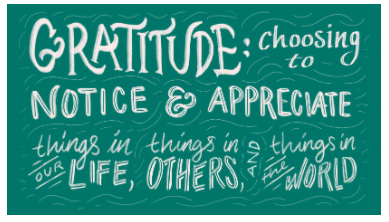 GRATITUDE: choosing to
NOTICE & APPRECIATE
things in OUR LIFE, things in OTHERS, AND things in THE WORLD